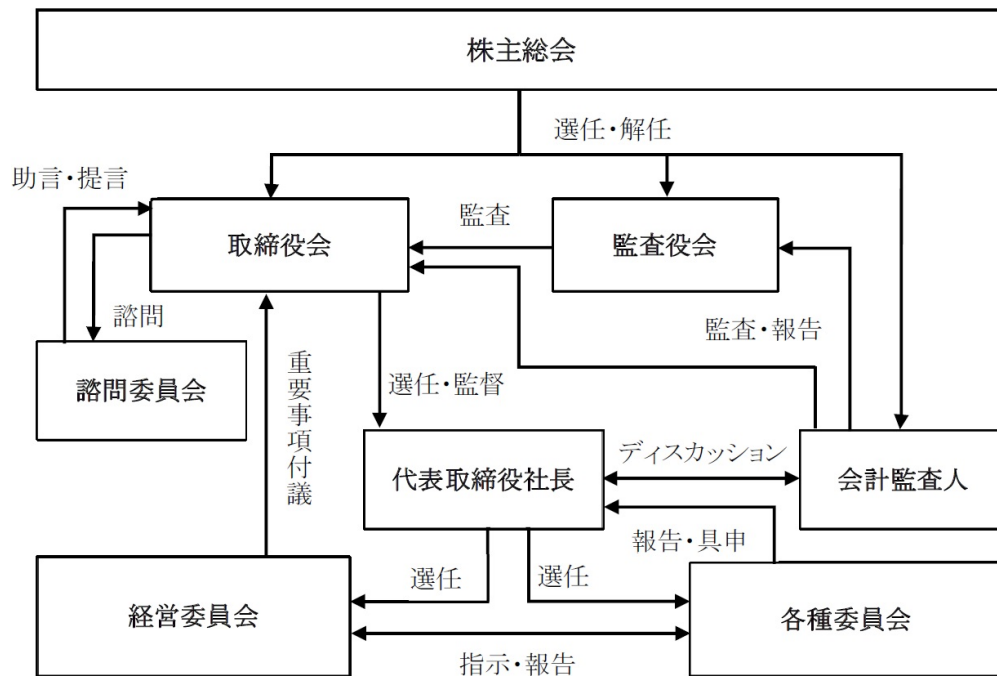 株主総会
選任・解任
助言・提言
取締役会
監査
監査役会
諮問
監査・報告
諮問委員会
重要事項付議
選任・監督
代表取締役社長
ディスカッション
会計監査人
報告・具申
経営委員会
選任
選任
各種委員会
指示・報告